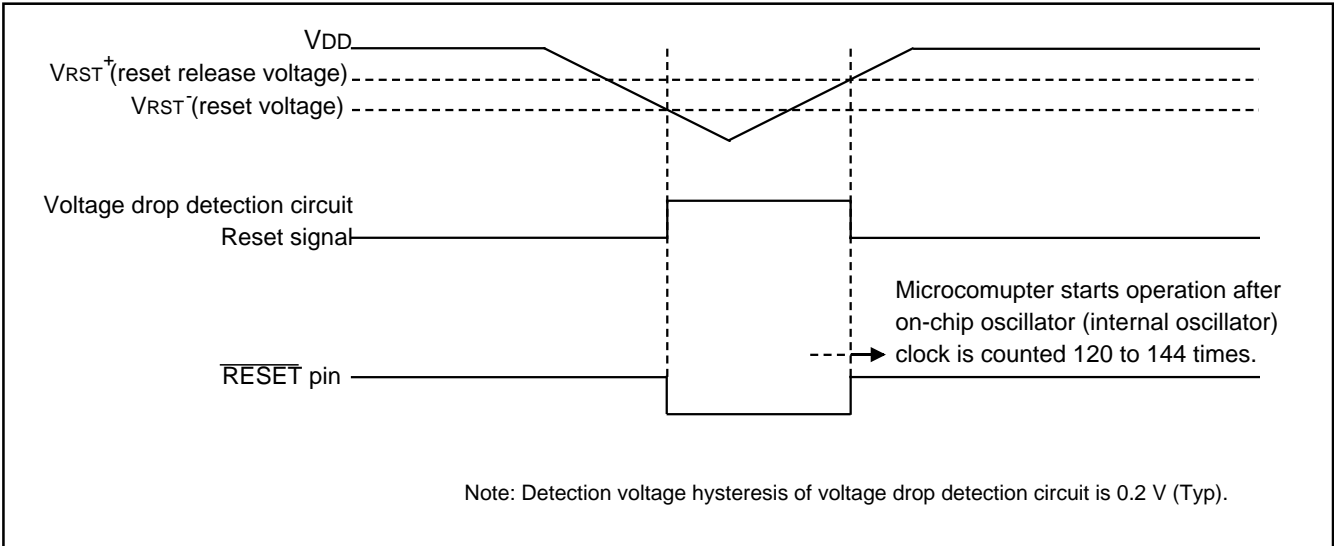 VDD
VRST+(reset release voltage)
VRST-(reset voltage)
Voltage drop detection circuit
Reset signal
Microcomupter starts operation after
on-chip oscillator (internal oscillator)
clock is counted 120 to 144 times.
RESET pin
Note: Detection voltage hysteresis of voltage drop detection circuit is 0.2 V (Typ).